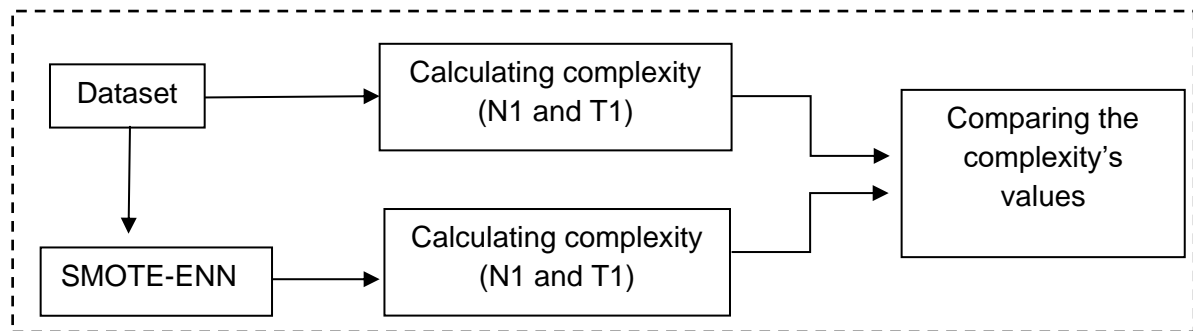 Dataset
Calculating complexity
(N1 and T1)
Comparing the
complexity’s
values
SMOTE-ENN
Calculating complexity
(N1 and T1)